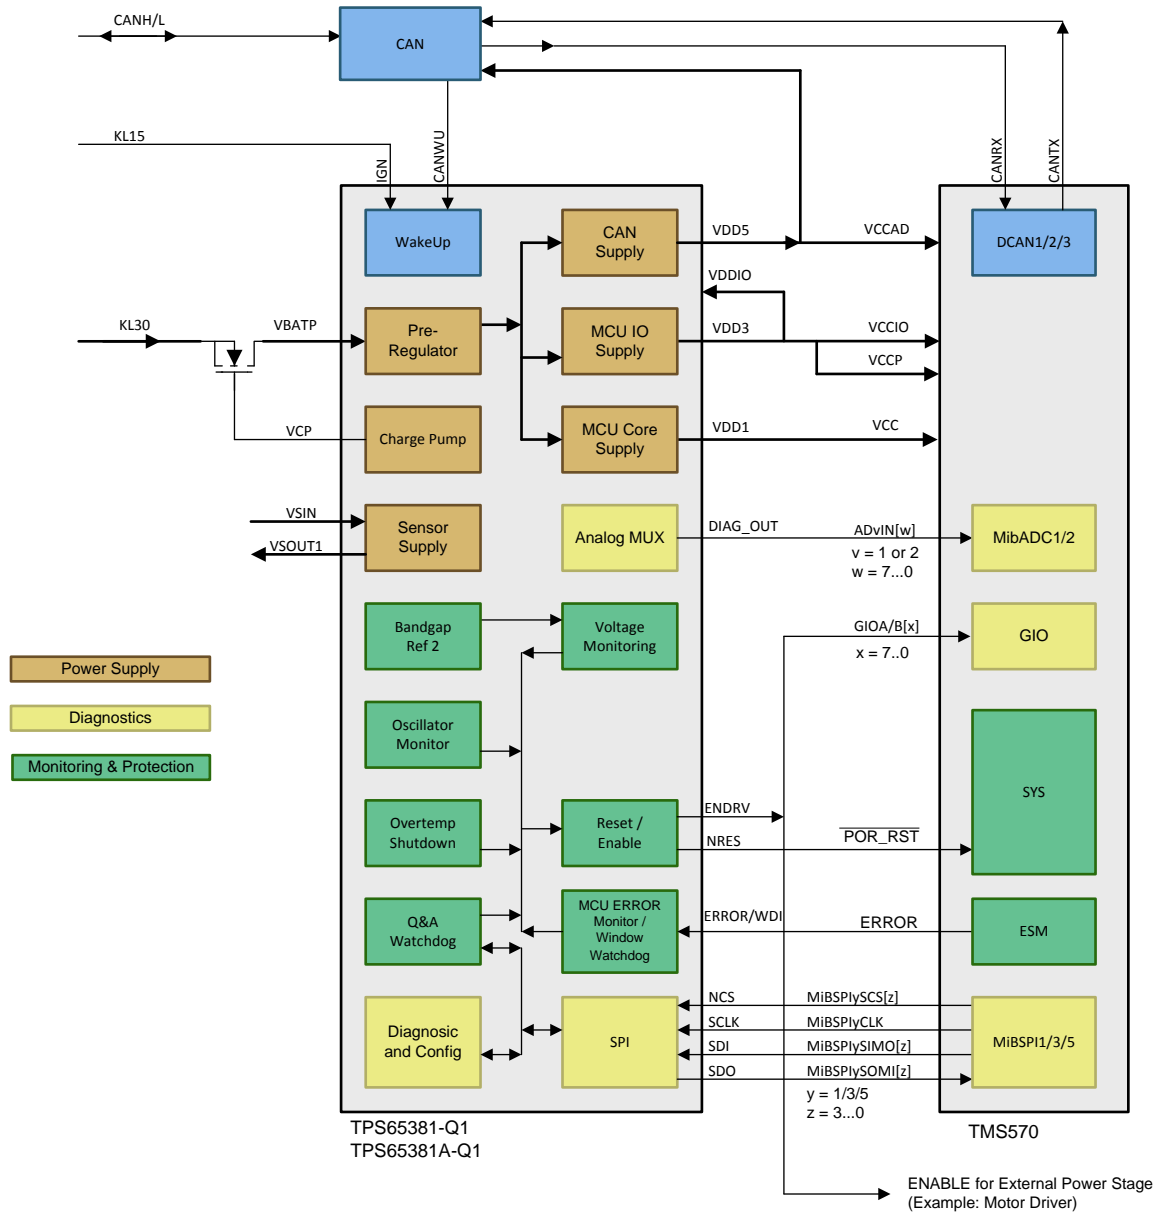 CANH/L
CAN
KL15
IGN
CANWU
CANRX
CANTX
WakeUp
CAN
Supply
VDD5
VCCAD
DCAN1/2/3
VDDIO
KL30
VBATP
Pre-
Regulator
MCU IO
Supply
VDD3
VCCIO
VCCP
VCP
Charge Pump
MCU Core
Supply
VDD1
VCC
VSIN
VSOUT1
Sensor
Supply
Analog MUX
DIAG_OUT
ADvIN[w]
v = 1 or 2
w = 7...0
MibADC1/2
Bandgap
Ref 2
Voltage
Monitoring
GIOA/B[x]
x = 7..0
GIO
Power Supply
Diagnostics
Monitoring & Protection
Oscillator
Monitor
SYS
Overtemp
Shutdown
Reset /
Enable
ENDRV
NRES
POR_RST
Q&A
Watchdog
MCU ERROR
Monitor /
Window
Watchdog
ERROR/WDI
ERROR
ESM
Diagnosic
and Config
SPI
NCS
MiBSPIySCS[z]
SCLK
MiBSPIyCLK
SDI
MiBSPIySIMO[z]
SDO
MiBSPIySOMI[z]
y = 1/3/5
z = 3...0
MiBSPI1/3/5
TPS65381-Q1
TPS65381A-Q1
TMS570
ENABLE for External Power Stage
(Example: Motor Driver)